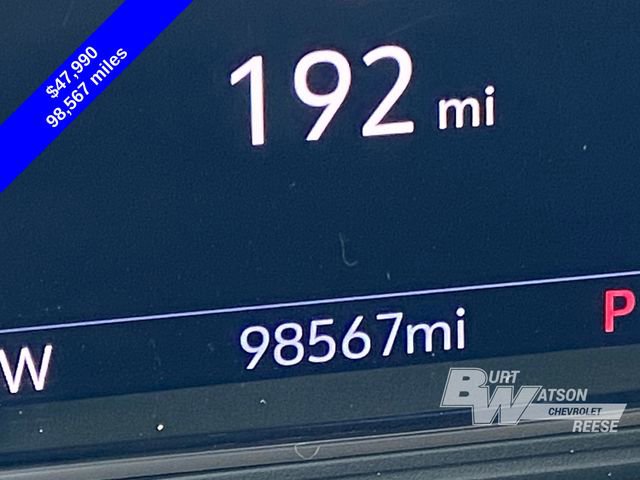 $47,990
98,567 miles
192 mi
98567mi
P
W
BURT
WATSON
CHEVROLET
REESE